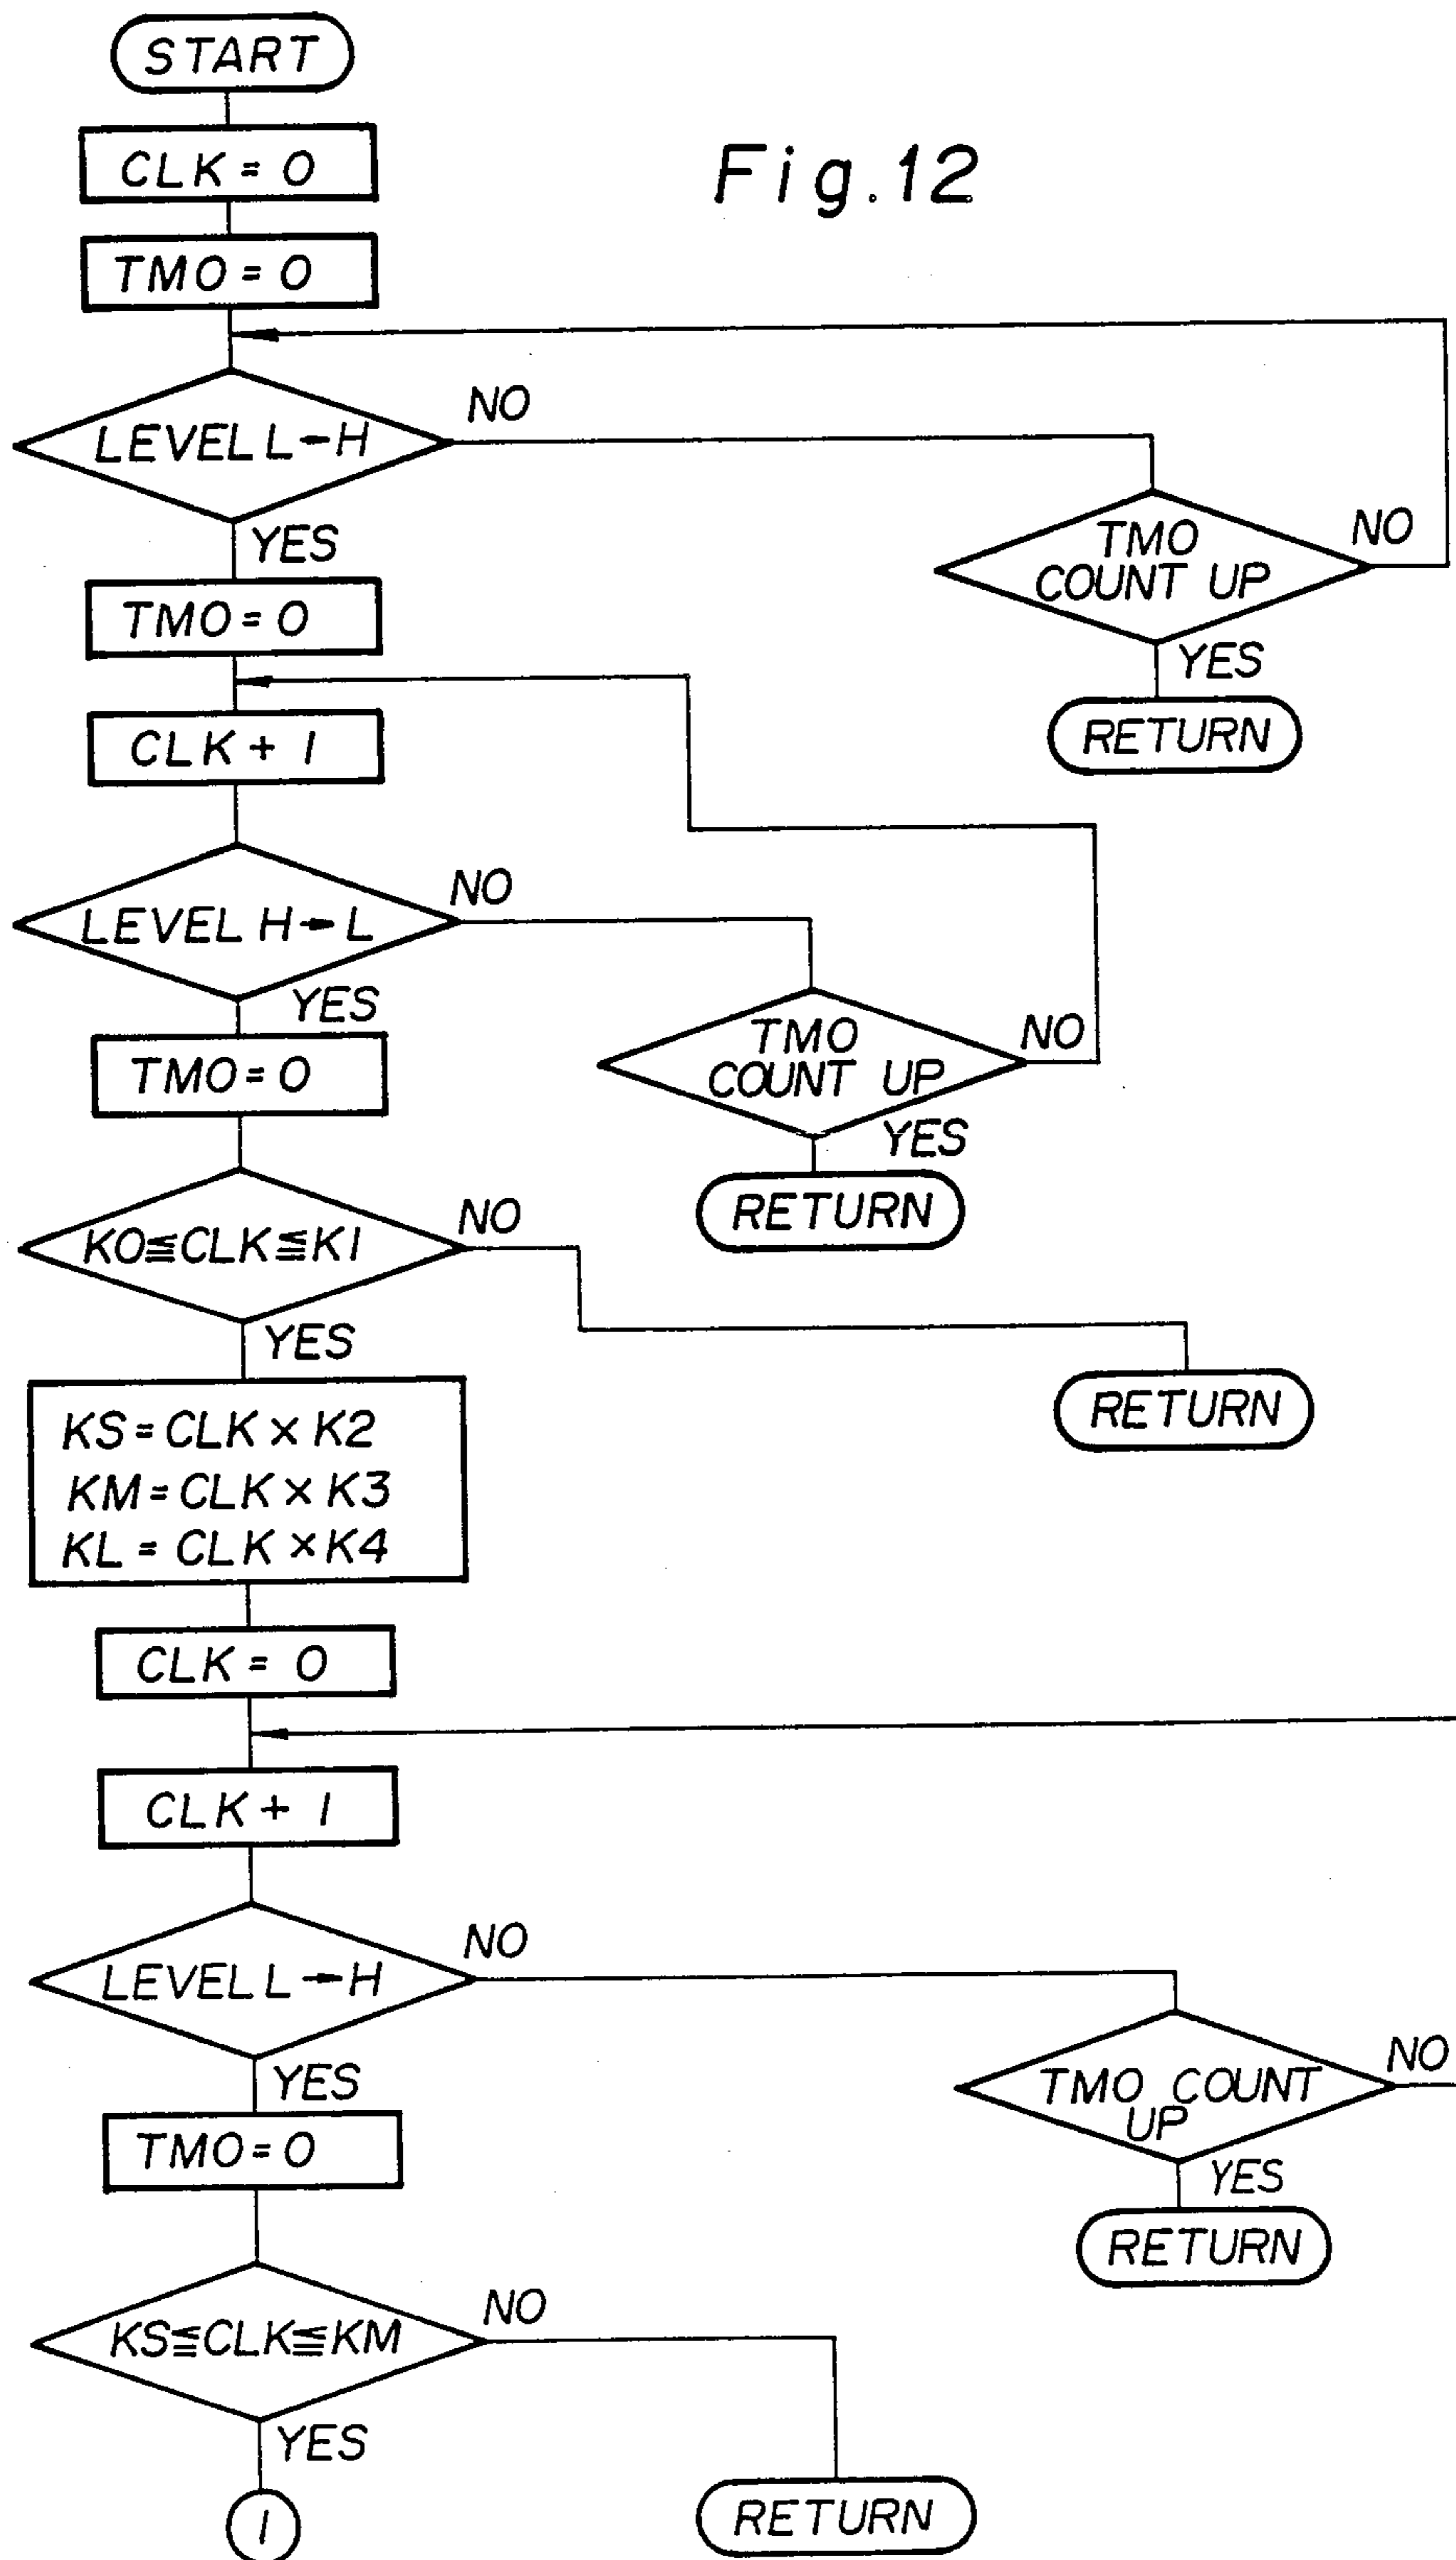 START
CLK = 0
Fig.12
TMO = 0
LEVEL L→H
NO
TMO
COUNT UP
NO
YES
RETURN
YES
TMO = 0
CLK + 1
LEVEL H→L
NO
TMO
COUNT UP
NO
YES
RETURN
YES
TMO = 0
KO≦CLK≦K1
NO
RETURN
YES
KS = CLK × K2
KM = CLK × K3
KL = CLK × K4
CLK = 0
CLK + 1
LEVEL L→H
NO
TMO COUNT
UP
NO
YES
RETURN
YES
TMO = 0
KS≦CLK≦KM
NO
RETURN
YES
1